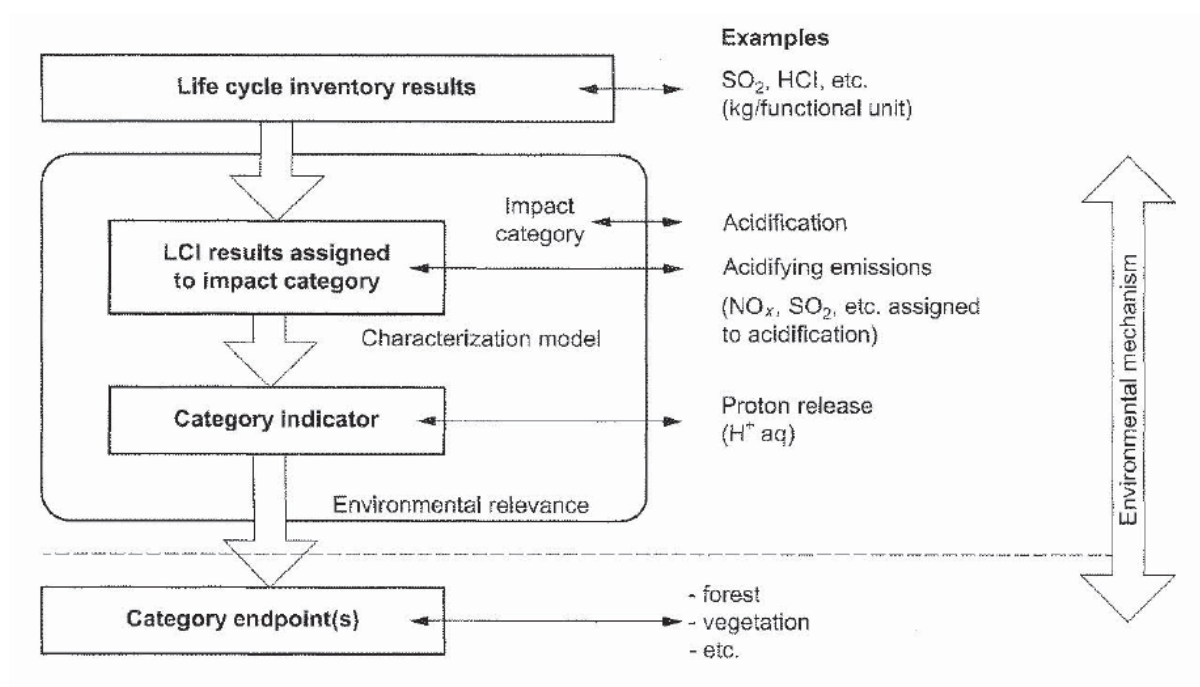 Examples
Life cycle inventory results
SO₂, HCl, etc.
(kg/functional unit)
Impact
category
Acidification
LCI results assigned
to impact category
Acidifying emissions
(NOₓ, SO₂, etc. assigned
to acidification)
Characterization model
Category indicator
Proton release
(H⁺ aq)
Environmental relevance
Environmental mechanism
Category endpoint(s)
- forest
- vegetation
- etc.